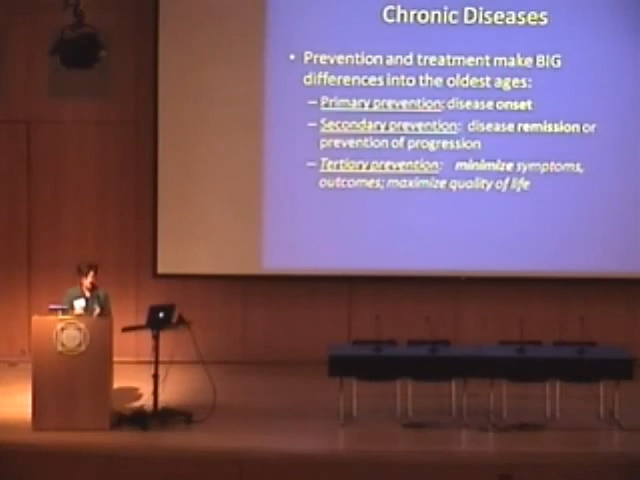 Chronic Diseases
• Prevention and treatment make BIG
differences into the oldest ages:
– Primary prevention: disease onset
– Secondary prevention: disease remission or
prevention of progression
– Tertiary prevention: minimize symptoms,
outcomes; maximize quality of life